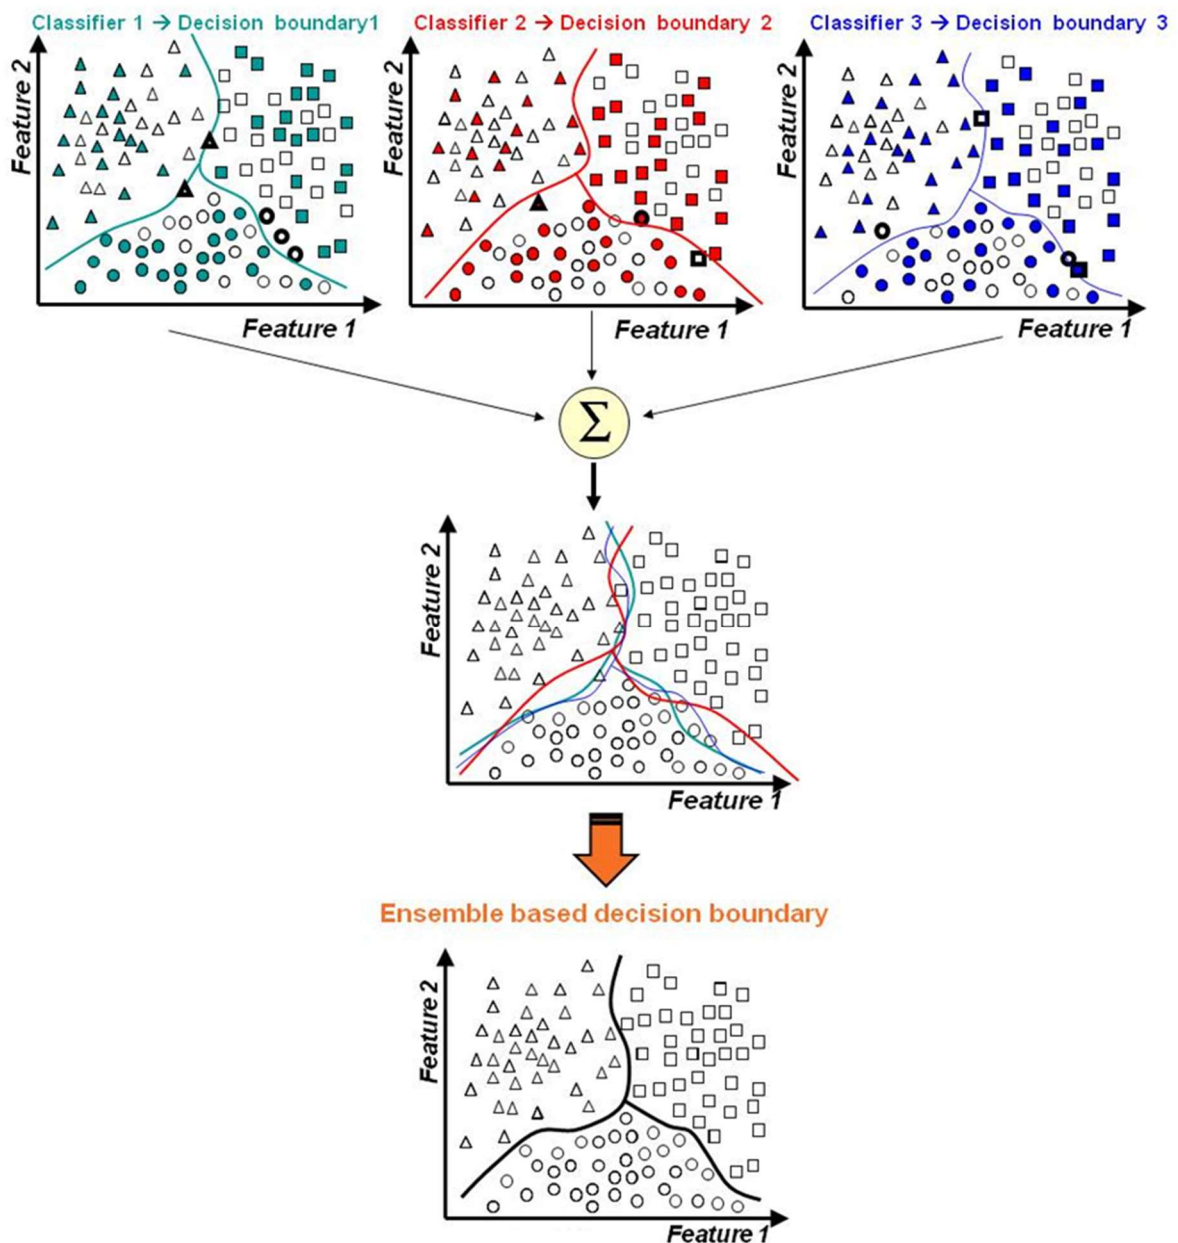 Classifier 1 → Decision boundary1
Classifier 2 → Decision boundary 2
Classifier 3 → Decision boundary 3
Feature 2
Feature 2
Feature 2
Feature 1
Feature 1
Feature 1
Σ
Feature 2
Feature 1
Ensemble based decision boundary
Feature 2
Feature 1